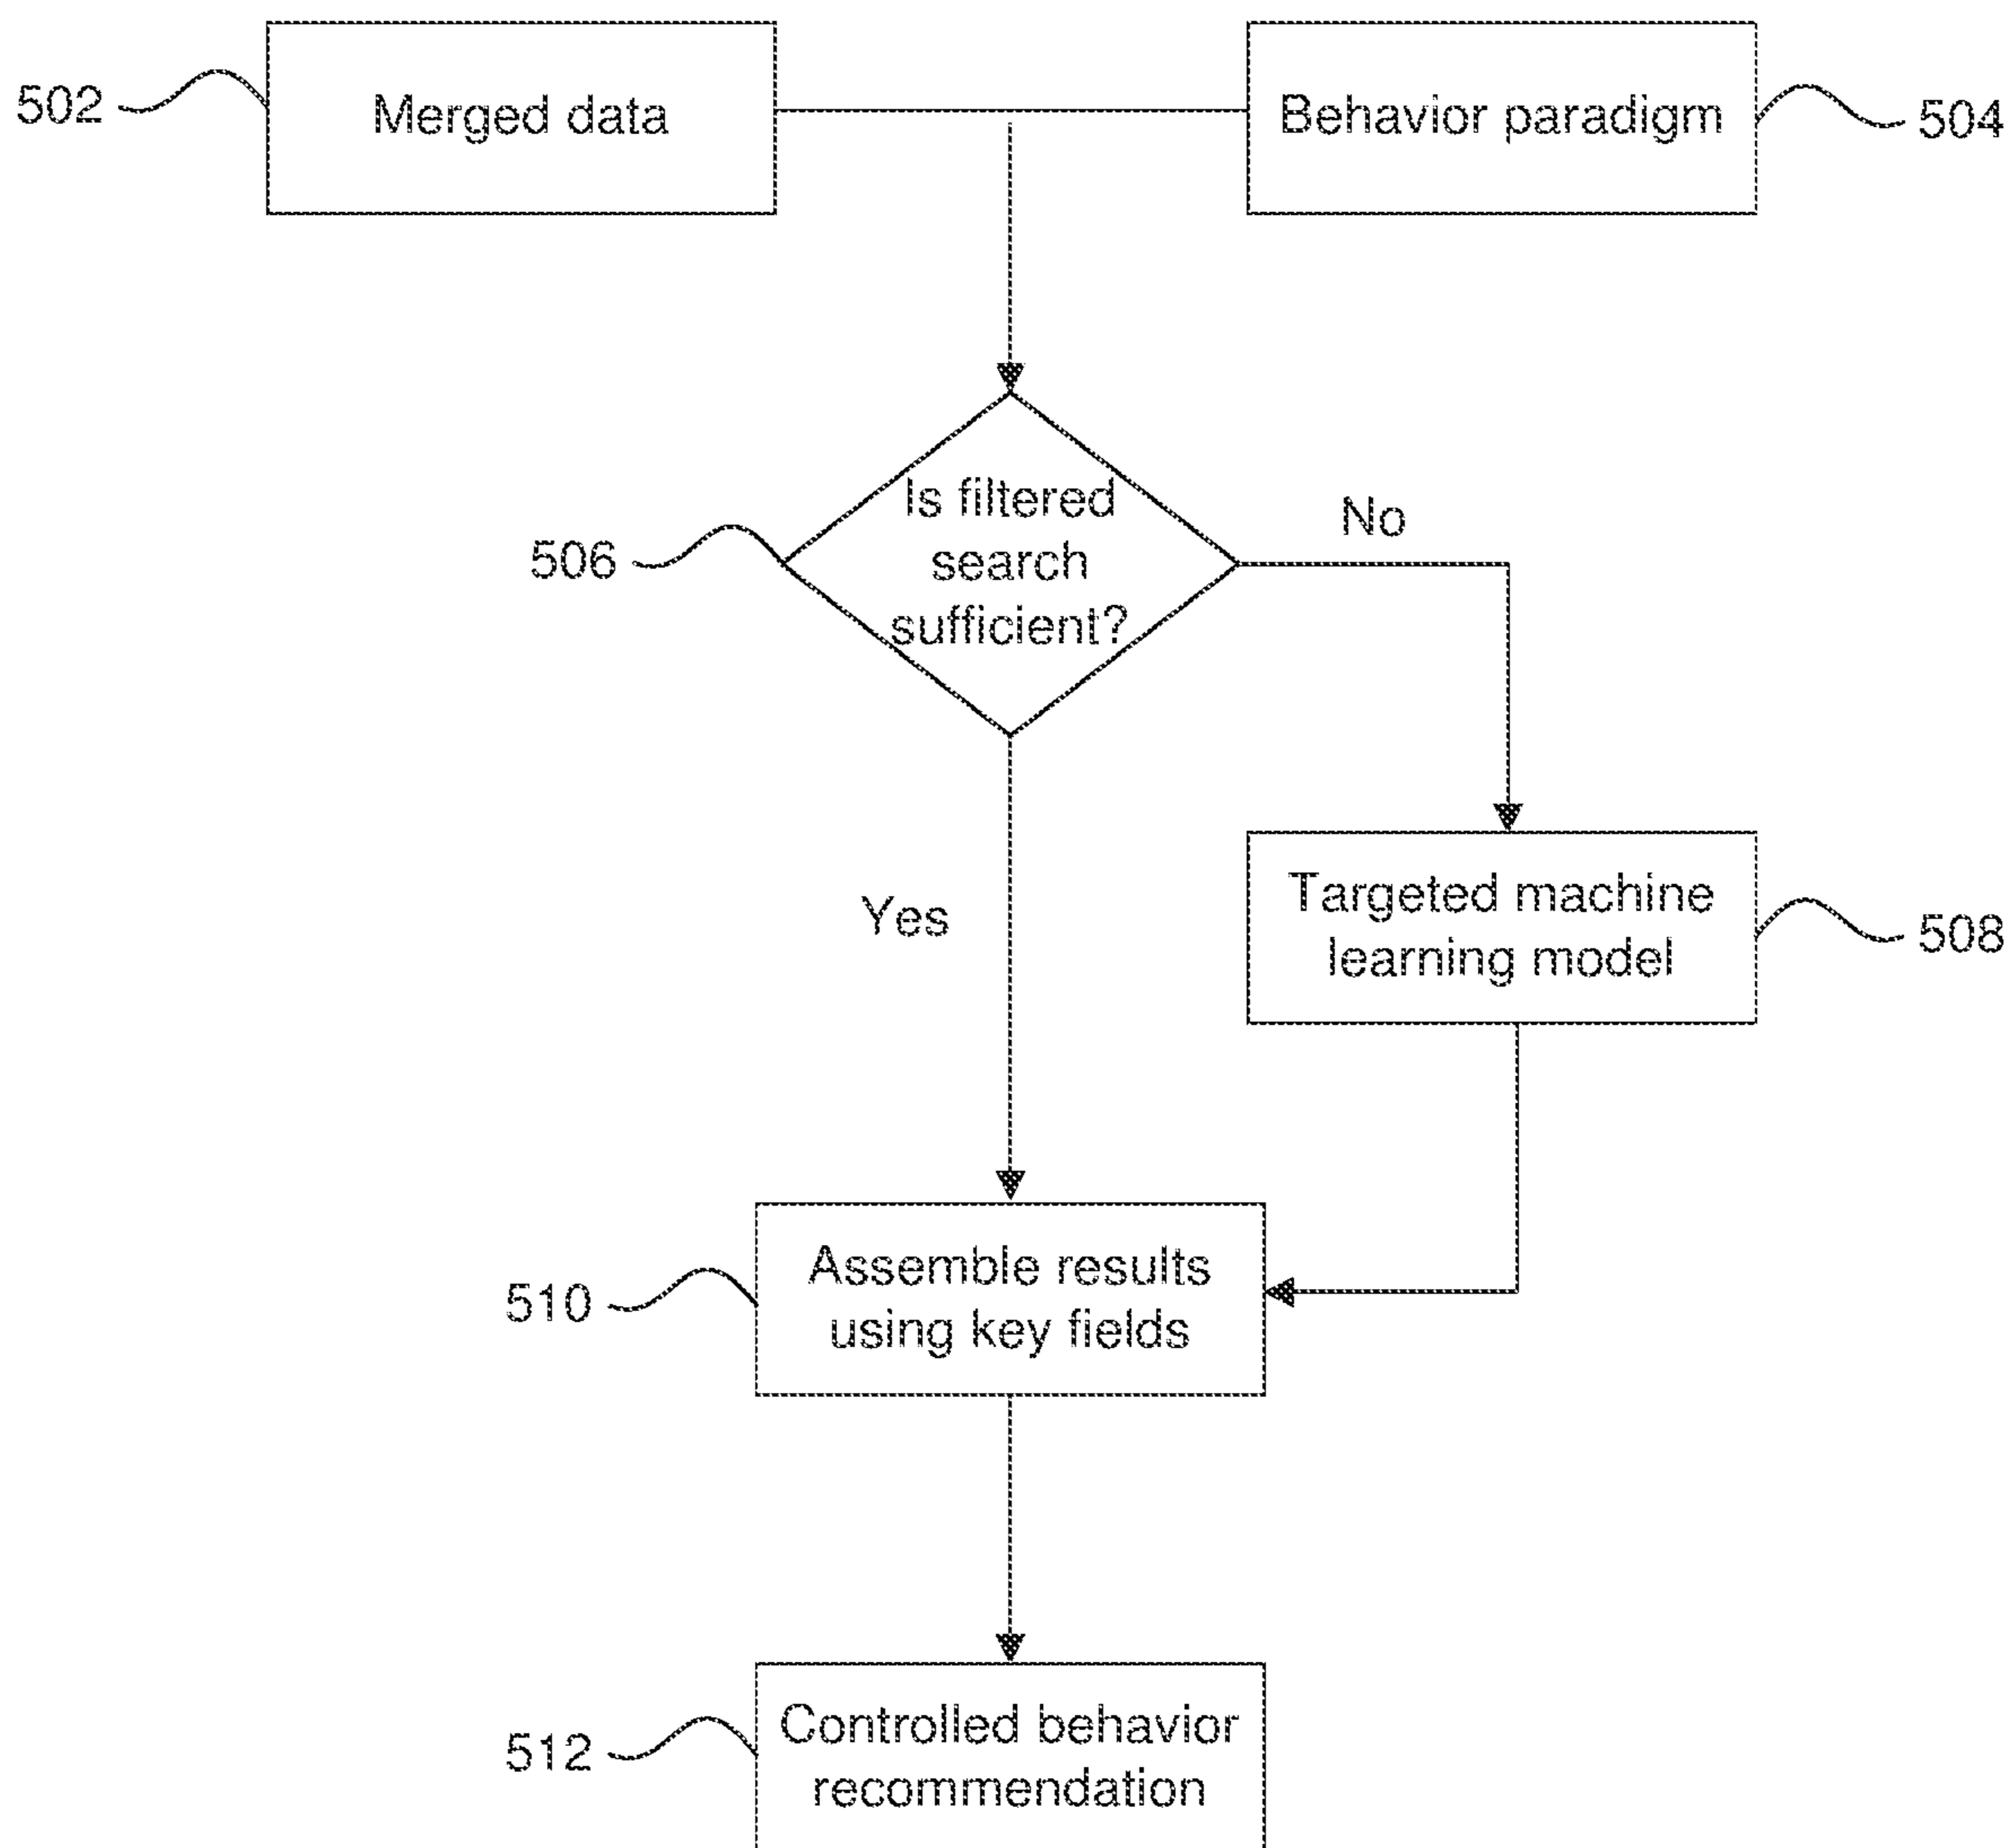 502
Merged data
Behavior paradigm
504
Is filtered
search
sufficient?
506
No
Yes
Targeted machine
learning model
508
Assemble results
using key fields
510
Controlled behavior
recommendation
512